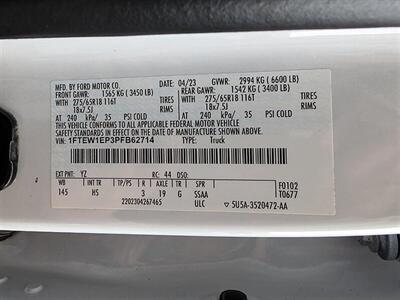 MFD. BY FORD MOTOR CO. 04/23 GVWR: 2994 KG ( 6600 LB)
FRONT GAWR: 1565 KG ( 3450 LB) REAR GAWR: 1542 KG ( 3400 LB)
275/65R18 116T TIRES 275/65R18 116T TIRES
18x7.5J RIMS 18x7.5J RIMS
AT 240 kPa/ 35 PSI COLD AT 240 kPa/ 35 PSI COLD
THIS VEHICLE CONFORMS TO ALL APPLICABLE FEDERAL MOTOR VEHICLE
SAFETY STANDARDS IN EFFECT ON THE DATE OF MANUFACTURE SHOWN ABOVE
VIN: 1FTEW1EP3PFB62714 TYPE: Truck
EXT PNT: YZ RC: 44 DSO: F0102
WB INT TR TP/PS R AXLE TR SPR T0677
145 HS 3 19 G SSAA
2202304267465 ULC 5U5A-3520472-AA